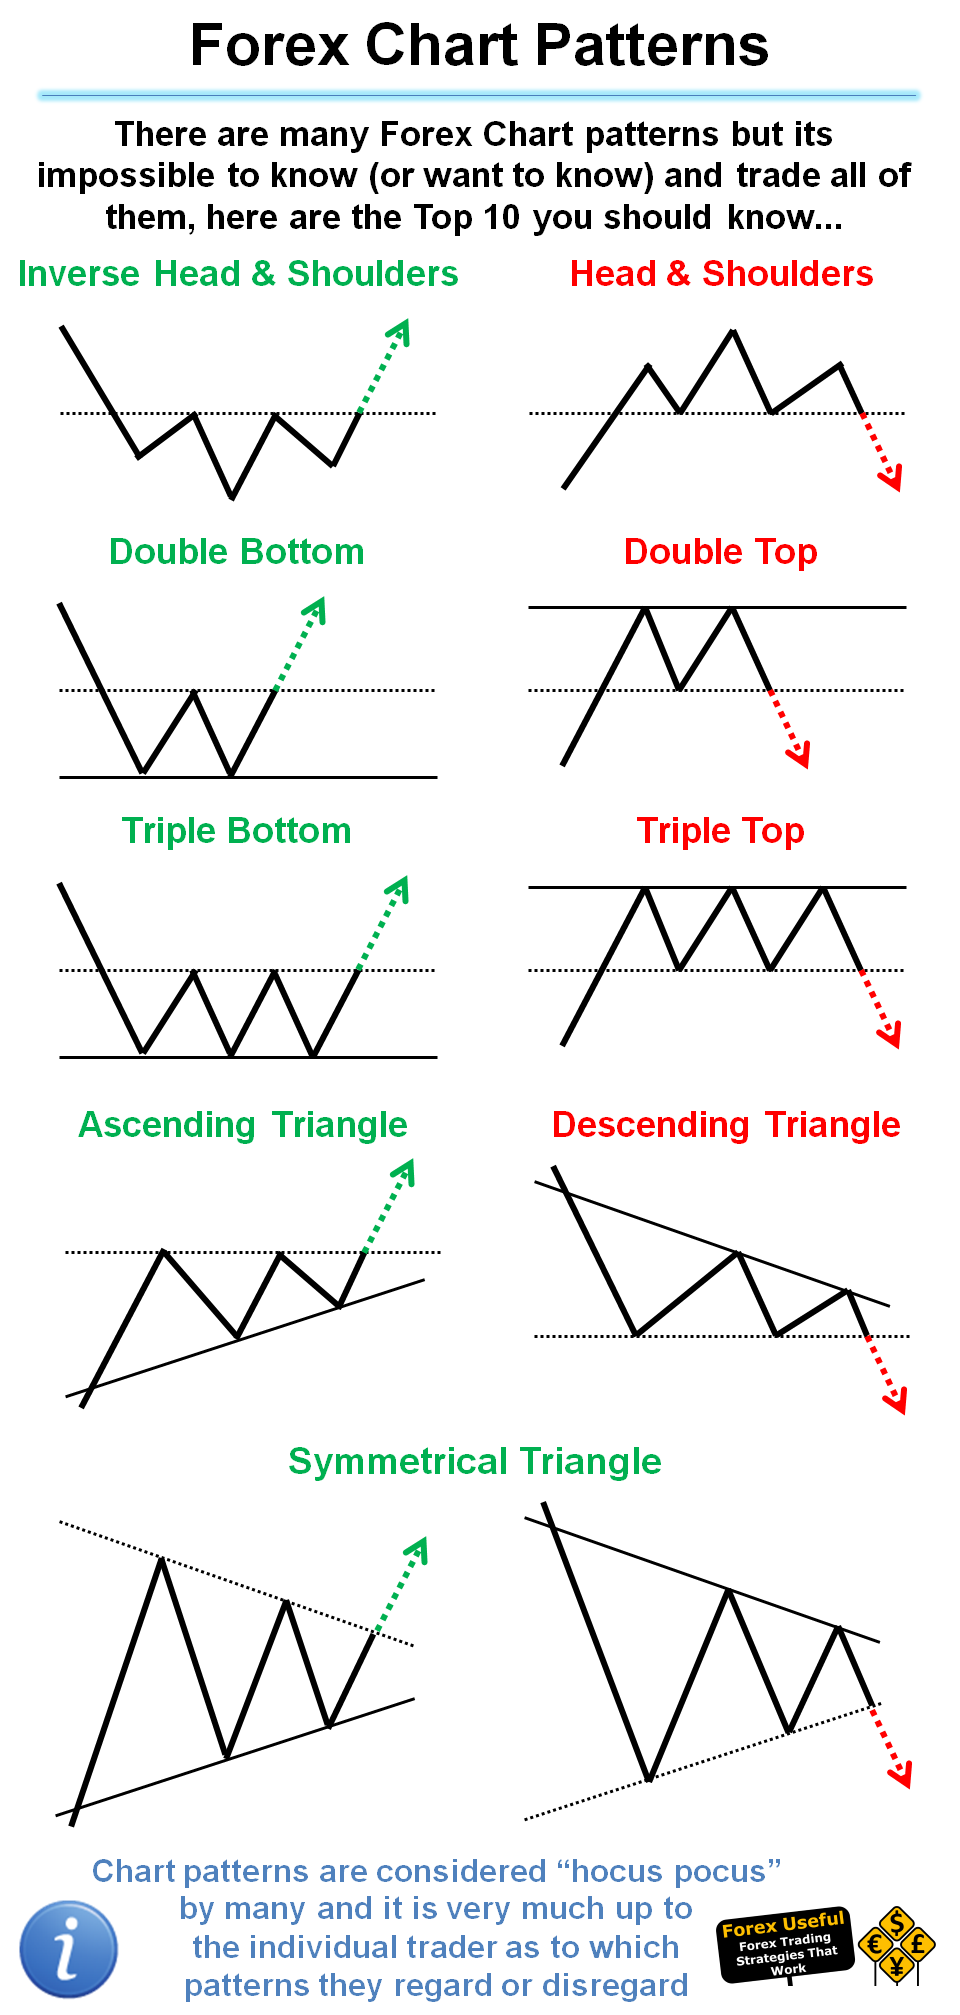 Forex Chart Patterns
There are many Forex Chart patterns but its
impossible to know (or want to know) and trade all of
them, here are the Top 10 you should know...
Inverse Head & Shoulders
Head & Shoulders
Double Bottom
Double Top
Triple Bottom
Triple Top
Ascending Triangle
Descending Triangle
Symmetrical Triangle
Chart patterns are considered “hocus pocus”
by many and it is very much up to
the individual trader as to which
patterns they regard or disregard
i
Forex Useful
Forex Trading
Strategies That
Work
$
€ £
¥